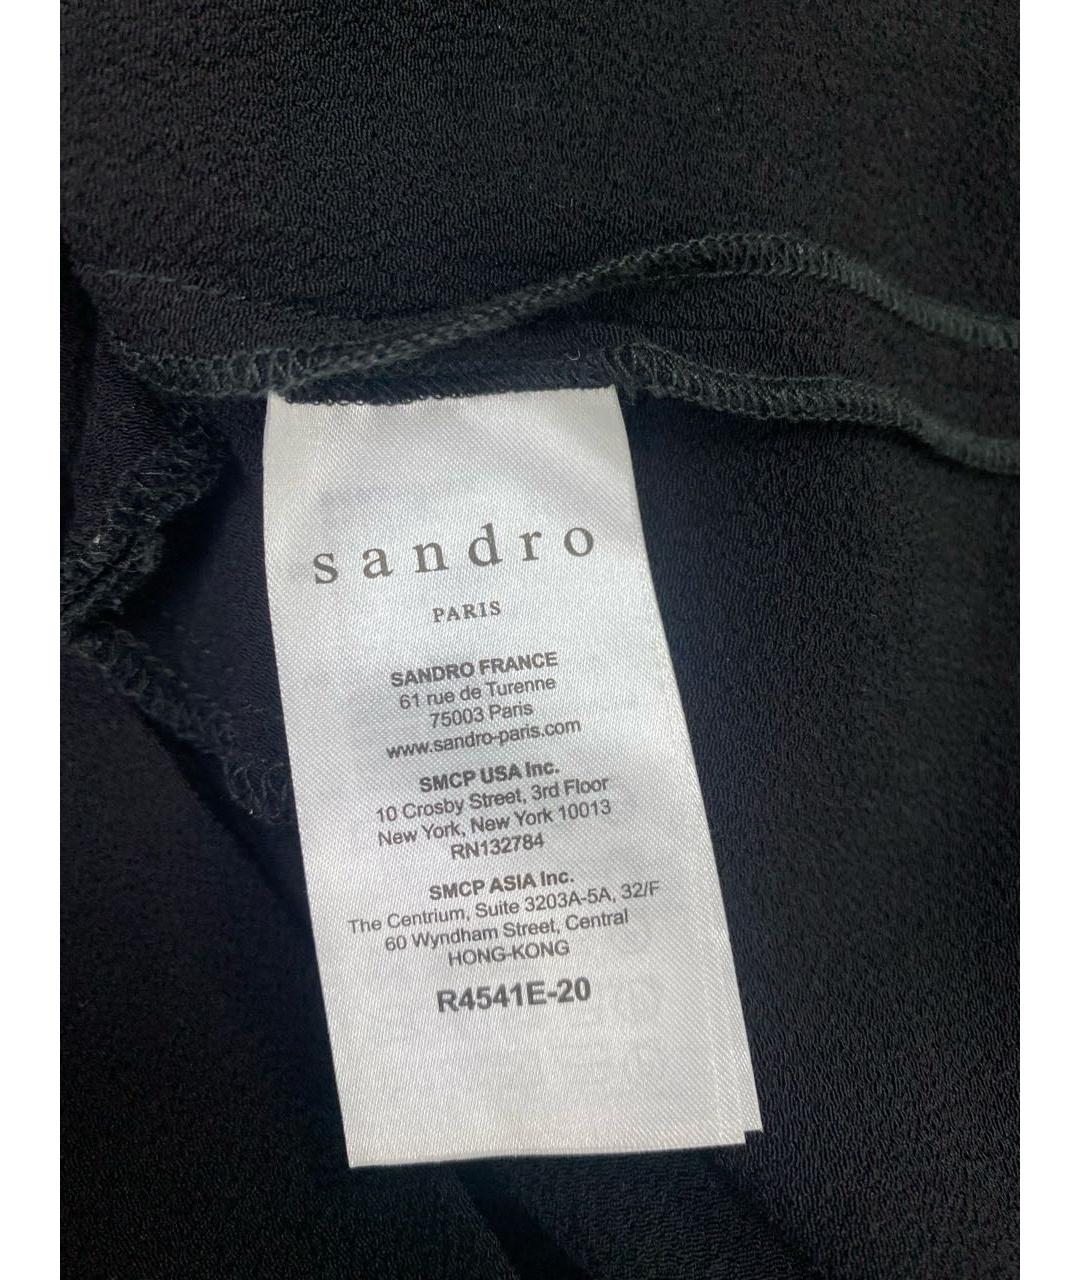 sandro
PARIS
SANDRO FRANCE
61 rue de Turenne
75003 Paris
www.sandro-paris.com
SMCP USA Inc.
10 Crosby Street, 3rd Floor
New York, New York 10013
RN132784
SMCP ASIA Inc.
The Centrium, Suite 3203A-5A, 32/F
60 Wyndham Street, Central
HONG-KONG
R4541E-20